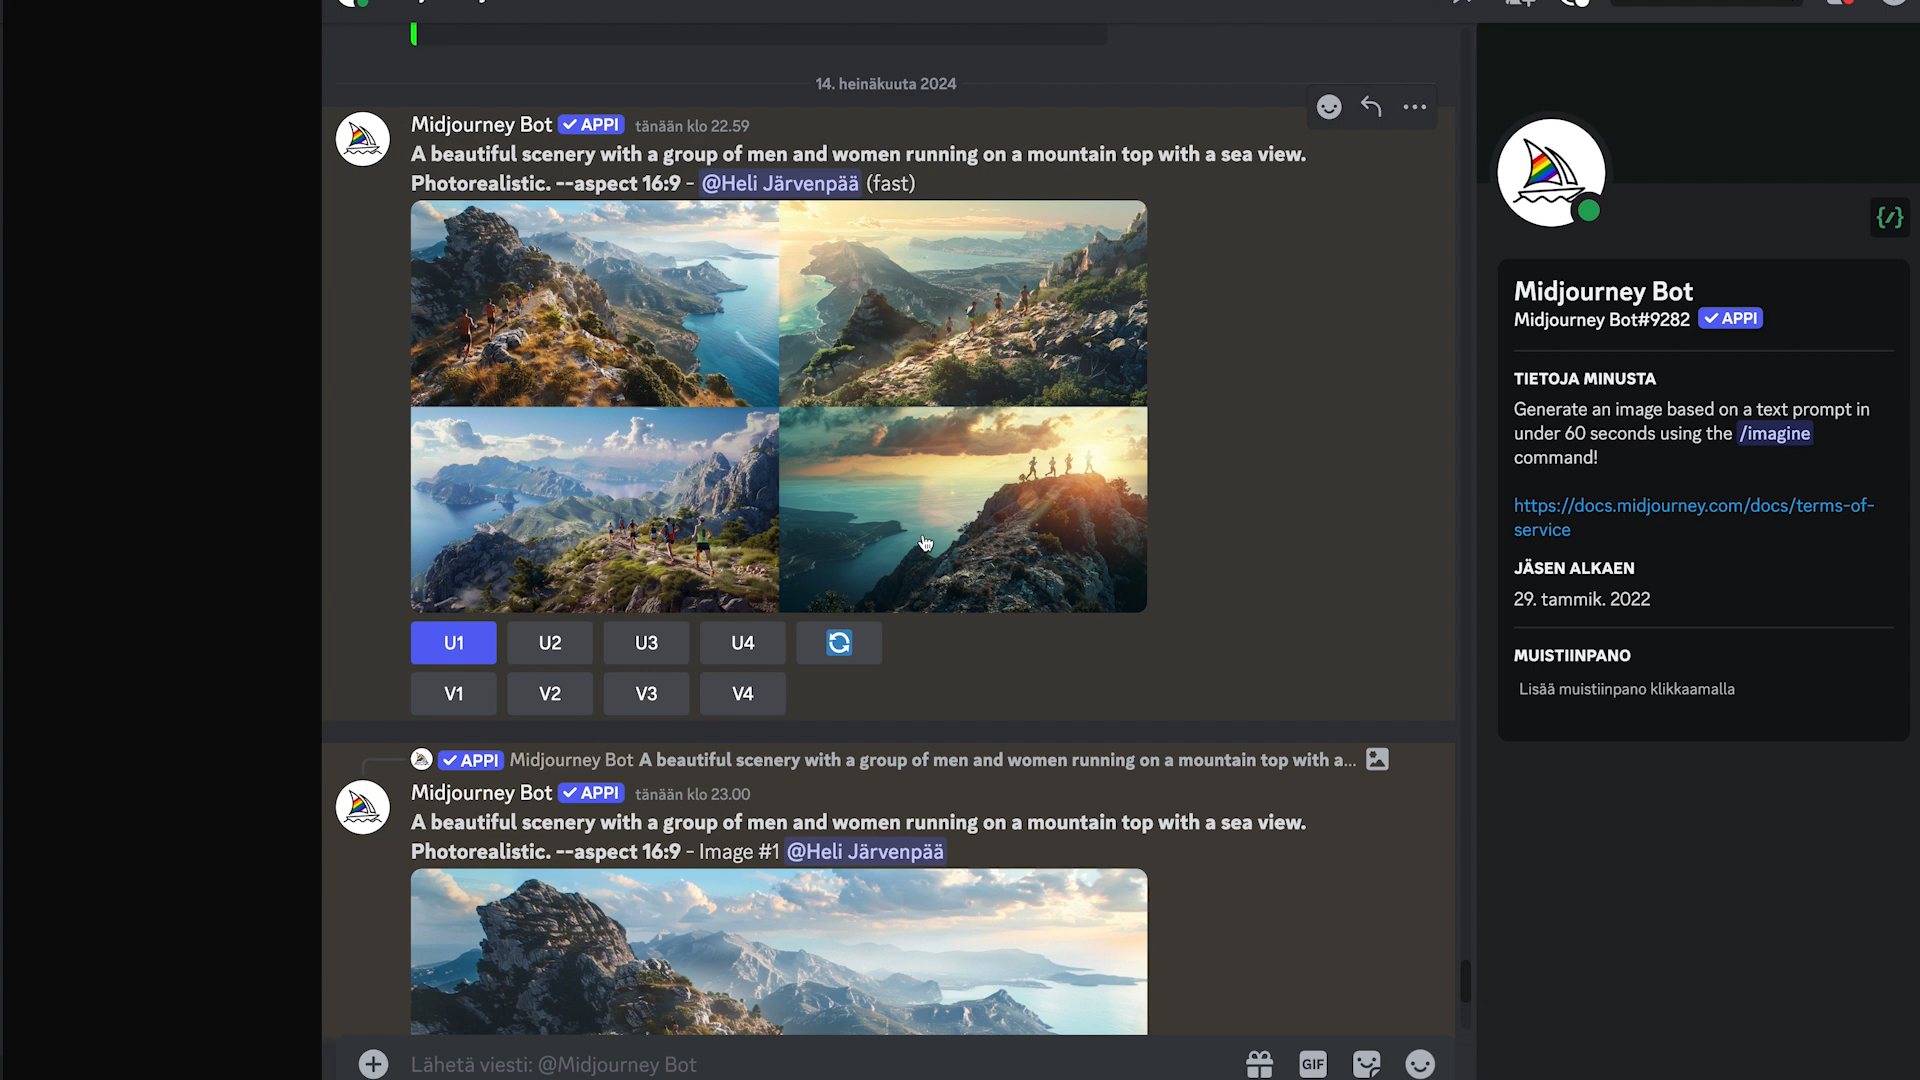 14. heinäkuuta 2024
Midjourney Bot ✓ APPI tänään klo 22.59
A beautiful scenery with a group of men and women running on a mountain top with a sea view.
Photorealistic. --aspect 16:9 - @Heli Järvenpää (fast)
U1 U2 U3 U4
V1 V2 V3 V4
✓ APPI Midjourney Bot A beautiful scenery with a group of men and women running on a mountain top with a...
Midjourney Bot ✓ APPI tänään klo 23.00
A beautiful scenery with a group of men and women running on a mountain top with a sea view.
Photorealistic. --aspect 16:9 - Image #1 @Heli Järvenpää
Lähetä viesti: @Midjourney Bot
GIF
{/}
Midjourney Bot
Midjourney Bot#9282 ✓ APPI
TIETOJA MINUSTA
Generate an image based on a text prompt in
under 60 seconds using the /imagine
command!
https://docs.midjourney.com/docs/terms-of-
service
JÄSEN ALKAEN
29. tammik. 2022
MUISTIINPANO
Lisää muistiinpano klikkaamalla